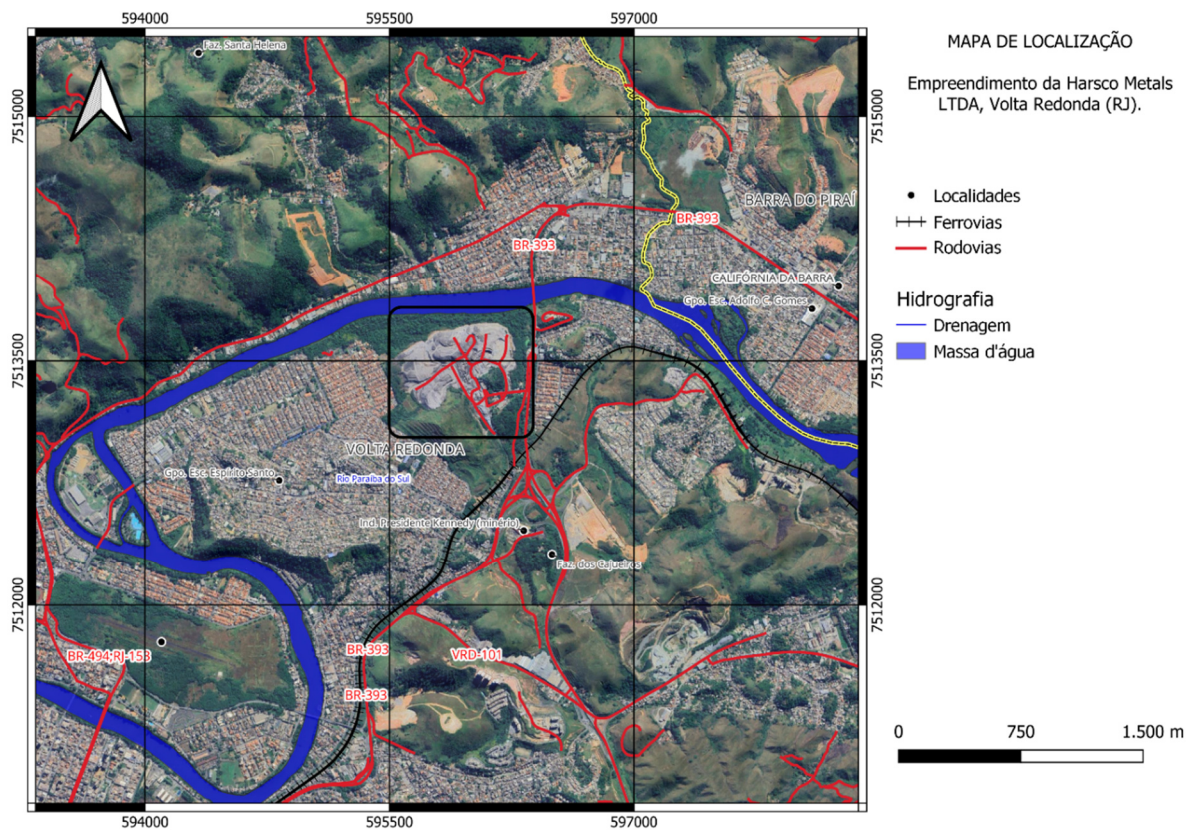 594000
595500
597000
7515000
7513500
7512000
Faz. Santa Helena
BARRA DO PIRAÍ
BR-393
BR-393
CALIFÓRNIA DA BARRA
Gpo. Esc. Adolfo C. Gomes
VOLTA REDONDA
Gpo. Esc. Espírito Santo
Rio Paraíba do Sul
Ind. Presidente Kennedy (minério)
Faz. dos Cajueiros
BR-494;RJ-153
BR-393
VRD-101
BR-393
7515000
7513500
7512000
594000
595500
597000
MAPA DE LOCALIZAÇÃO
Empreendimento da Harsco Metals
LTDA, Volta Redonda (RJ).
Localidades
Ferrovias
Rodovias
Hidrografia
Drenagem
Massa d'água
0 750 1.500 m